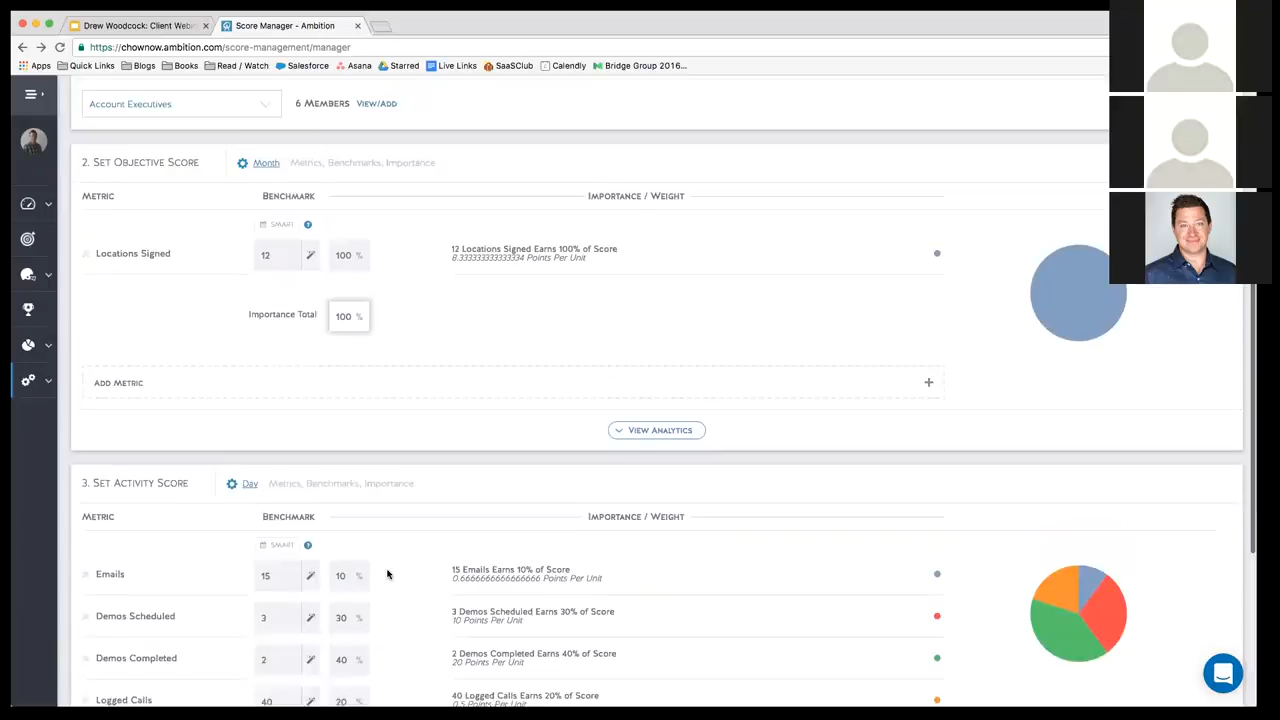 Drew Woodcock: Client Webi
Score Manager - Ambition
https://chownow.ambition.com/score-management/manager
Apps Quick Links Blogs Books Read / Watch Salesforce Asana Starred Live Links SaaSClub Calendly Bridge Group 2016...
Account Executives
6 Members View/Add
2. Set Objective Score Month Metrics, Benchmarks, Importance
Metric Benchmark Importance / Weight
Smart ?
Locations Signed 12 100 % 12 Locations Signed Earns 100% of Score
8.33333333333334 Points Per Unit
Importance Total 100 %
Add Metric +
View Analytics
3. Set Activity Score Day Metrics, Benchmarks, Importance
Metric Benchmark Importance / Weight
Smart ?
Emails 15 10 % 15 Emails Earns 10% of Score
0.6666666666666666 Points Per Unit
Demos Scheduled 3 30 % 3 Demos Scheduled Earns 30% of Score
10 Points Per Unit
Demos Completed 2 40 % 2 Demos Completed Earns 40% of Score
20 Points Per Unit
Logged Calls 40 20 % 40 Logged Calls Earns 20% of Score
0.5 Points Per Unit